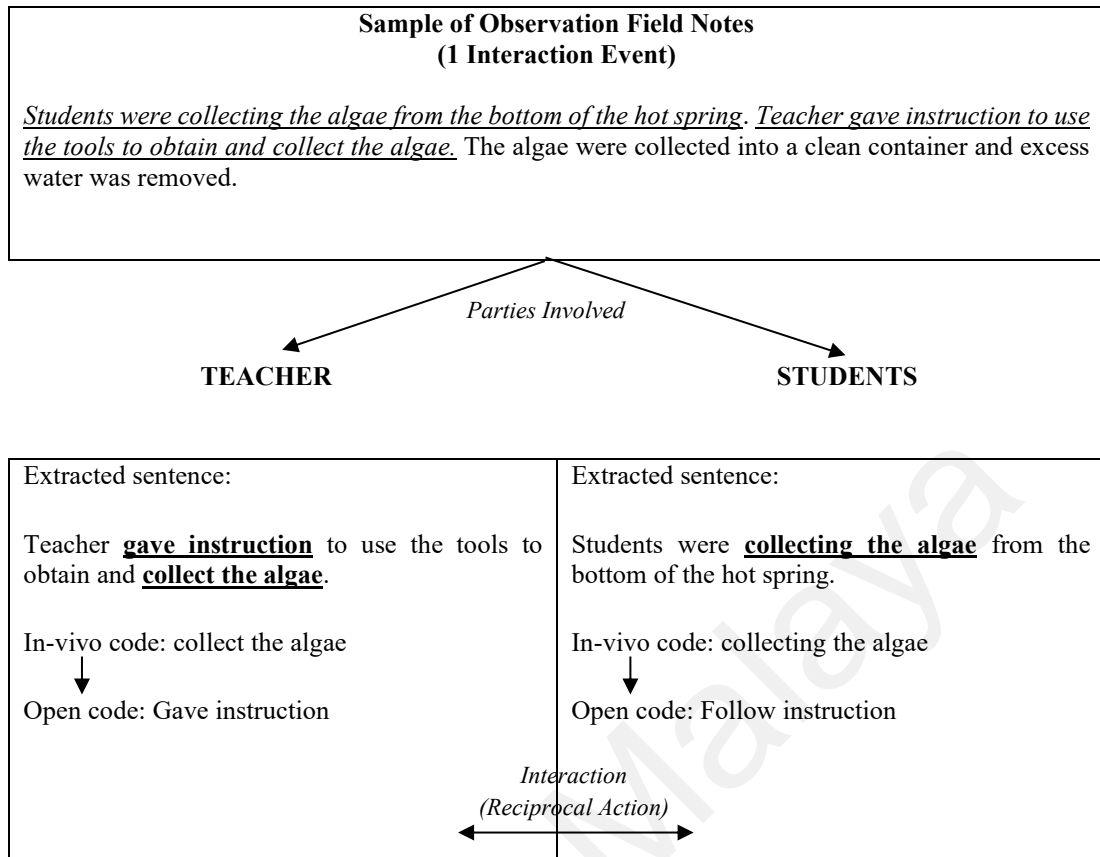 Sample of Observation Field Notes
(1 Interaction Event)
Students were collecting the algae from the bottom of the hot spring. Teacher gave instruction to use
the tools to obtain and collect the algae. The algae were collected into a clean container and excess
water was removed.
Parties Involved
TEACHER
STUDENTS
Extracted sentence:
Teacher gave instruction to use the tools to
obtain and collect the algae.
In-vivo code: collect the algae
Open code: Gave instruction
Extracted sentence:
Students were collecting the algae from the
bottom of the hot spring.
In-vivo code: collecting the algae
Open code: Follow instruction
Interaction
(Reciprocal Action)
Malaya